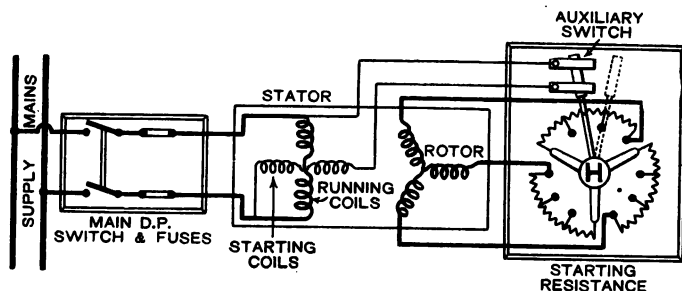 AUXILIARY
SWITCH
MAINS
SUPPLY
STATOR
ROTOR
H
RUNNING
COILS
MAIN D.P.
SWITCH & FUSES
STARTING
COILS
STARTING
RESISTANCE